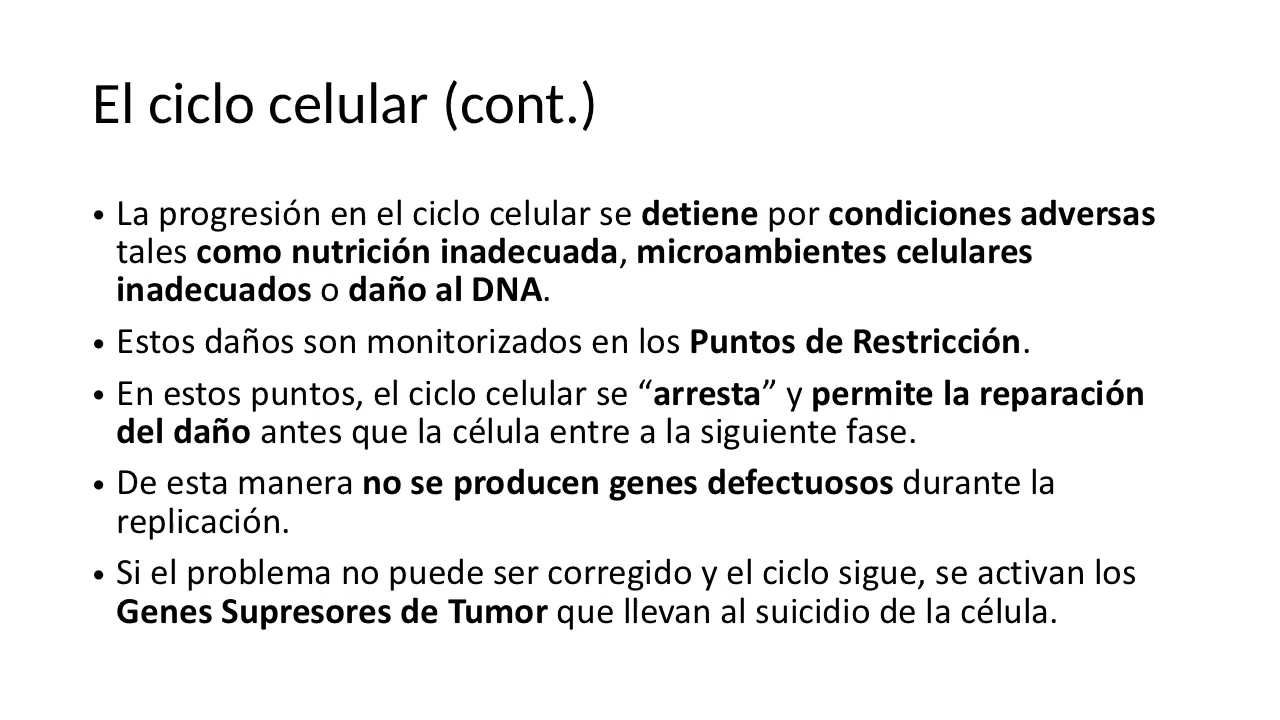 El ciclo celular (cont.)
• La progresión en el ciclo celular se detiene por condiciones adversas
tales como nutrición inadecuada, microambientes celulares
inadecuados o daño al DNA.
• Estos daños son monitorizados en los Puntos de Restricción.
• En estos puntos, el ciclo celular se “arresta” y permite la reparación
del daño antes que la célula entre a la siguiente fase.
• De esta manera no se producen genes defectuosos durante la
replicación.
• Si el problema no puede ser corregido y el ciclo sigue, se activan los
Genes Supresores de Tumor que llevan al suicidio de la célula.